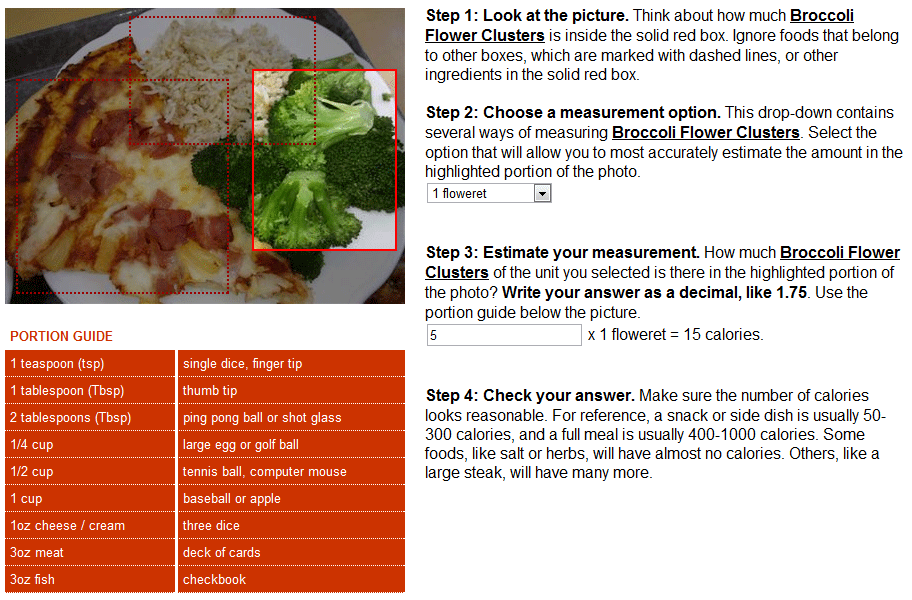 Step 1: Look at the picture. Think about how much Broccoli
Flower Clusters is inside the solid red box. Ignore foods that belong
to other boxes, which are marked with dashed lines, or other
ingredients in the solid red box.
Step 2: Choose a measurement option. This drop-down contains
several ways of measuring Broccoli Flower Clusters. Select the
option that will allow you to most accurately estimate the amount in the
highlighted portion of the photo.
1 floweret
Step 3: Estimate your measurement. How much Broccoli Flower
Clusters of the unit you selected is there in the highlighted portion of
the photo? Write your answer as a decimal, like 1.75. Use the
portion guide below the picture.
5 x 1 floweret = 15 calories.
Step 4: Check your answer. Make sure the number of calories
looks reasonable. For reference, a snack or side dish is usually 50-
300 calories, and a full meal is usually 400-1000 calories. Some
foods, like salt or herbs, will have almost no calories. Others, like a
large steak, will have many more.
PORTION GUIDE
1 teaspoon (tsp) single dice, finger tip
1 tablespoon (Tbsp) thumb tip
2 tablespoons (Tbsp) ping pong ball or shot glass
1/4 cup large egg or golf ball
1/2 cup tennis ball, computer mouse
1 cup baseball or apple
1oz cheese / cream three dice
3oz meat deck of cards
3oz fish checkbook